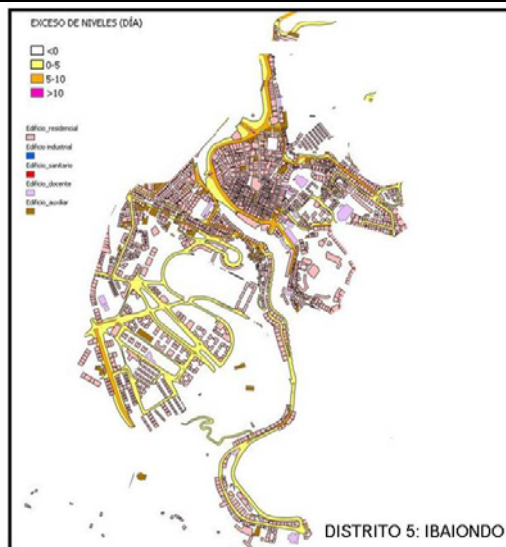 EXCESO DE NIVELES (DÍA)
<0
0-5
5-10
>10
Edificio_residencial
Edificio industrial
Edificio_sanitario
Edificio_docente
Edificio_auxiliar
DISTRITO 5: IBAIONDO